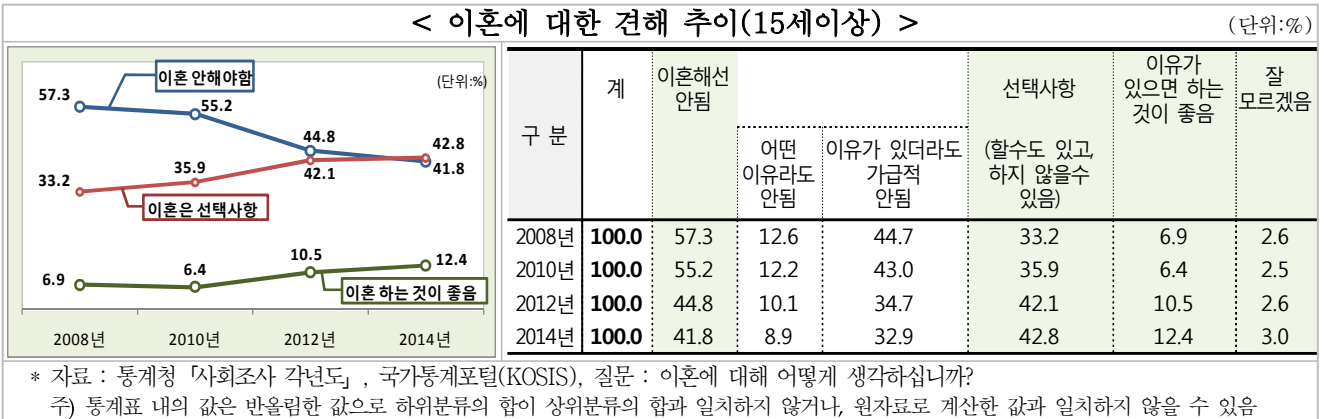 < 이혼에 대한 견해 추이(15세이상) >
(단위:%)
(단위:%)
이혼 안해야함
57.3
55.2
44.8
42.8
33.2
35.9
42.1
41.8
이혼은 선택사항
6.9
6.4
10.5
12.4
이혼 하는 것이 좋음
2008년 2010년 2012년 2014년
구 분
계
이혼해선
안됨
어떤
이유라도
안됨
이유가 있더라도
가급적
안됨
선택사항
(할수도 있고,
하지 않을수
있음)
이유가
있으면 하는
것이 좋음
잘
모르겠음
2008년 100.0 57.3 12.6 44.7 33.2 6.9 2.6
2010년 100.0 55.2 12.2 43.0 35.9 6.4 2.5
2012년 100.0 44.8 10.1 34.7 42.1 10.5 2.6
2014년 100.0 41.8 8.9 32.9 42.8 12.4 3.0
* 자료 : 통계청 「사회조사 각년도」, 국가통계포털(KOSIS), 질문 : 이혼에 대해 어떻게 생각하십니까?
주) 통계표 내의 값은 반올림한 값으로 하위분류의 합이 상위분류의 합과 일치하지 않거나, 원자료로 계산한 값과 일치하지 않을 수 있음